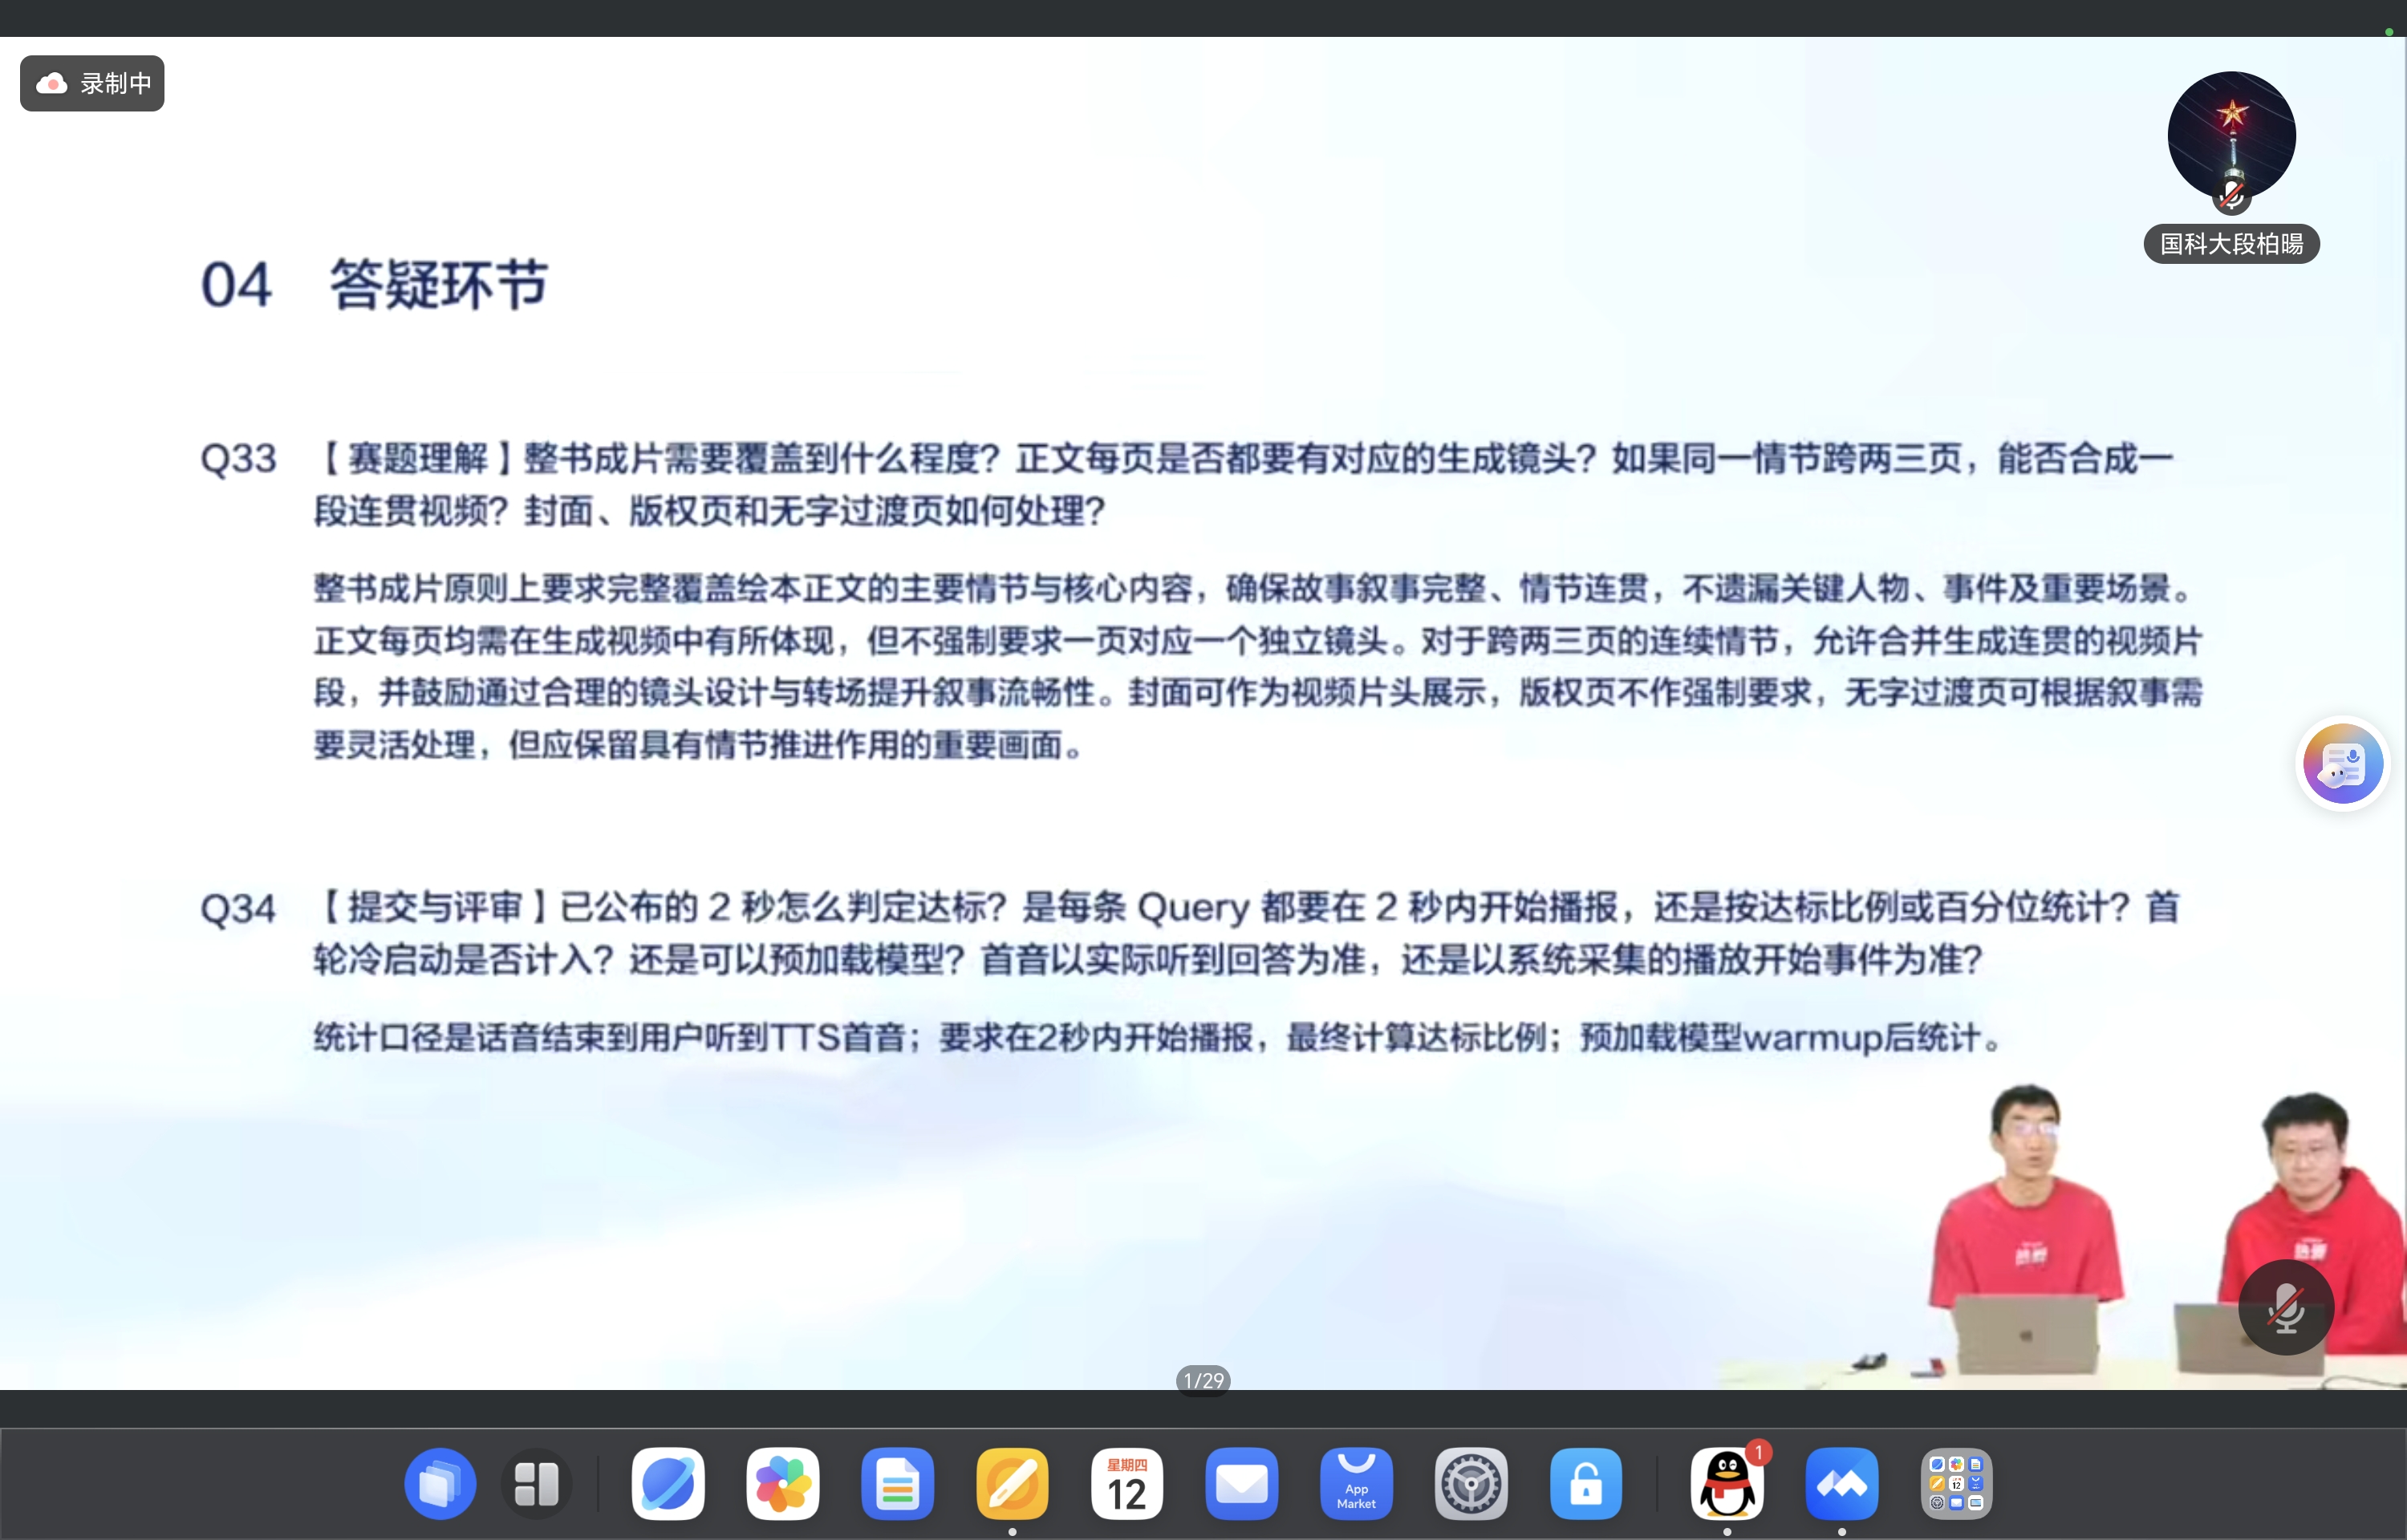 录制中
国科大段柏暘
04 答疑环节
Q33 【赛题理解】整书成片需要覆盖到什么程度？正文每页是否都要有对应的生成镜头？如果同一情节跨两三页，能否合成一
段连贯视频？封面、版权页和无字过渡页如何处理？
整书成片原则上要求完整覆盖绘本正文的主要情节与核心内容，确保故事叙事完整、情节连贯，不遗漏关键人物、事件及重要场景。
正文每页均需在生成视频中有所体现，但不强制要求一页对应一个独立镜头。对于跨两三页的连续情节，允许合并生成连贯的视频片
段，并鼓励通过合理的镜头设计与转场提升叙事流畅性。封面可作为视频片头展示，版权页不作强制要求，无字过渡页可根据叙事需
要灵活处理，但应保留具有情节推进作用的重要画面。
Q34 【提交与评审】已公布的 2 秒怎么判定达标？是每条 Query 都要在 2 秒内开始播报，还是按达标比例或百分位统计？首
轮冷启动是否计入？还是可以预加载模型？首音以实际听到回答为准，还是以系统采集的播放开始事件为准？
统计口径是话音结束到用户听到TTS首音；要求在2秒内开始播报，最终计算达标比例；预加载模型warmup后统计。
1/29
星期四
12
App
Market
1
12